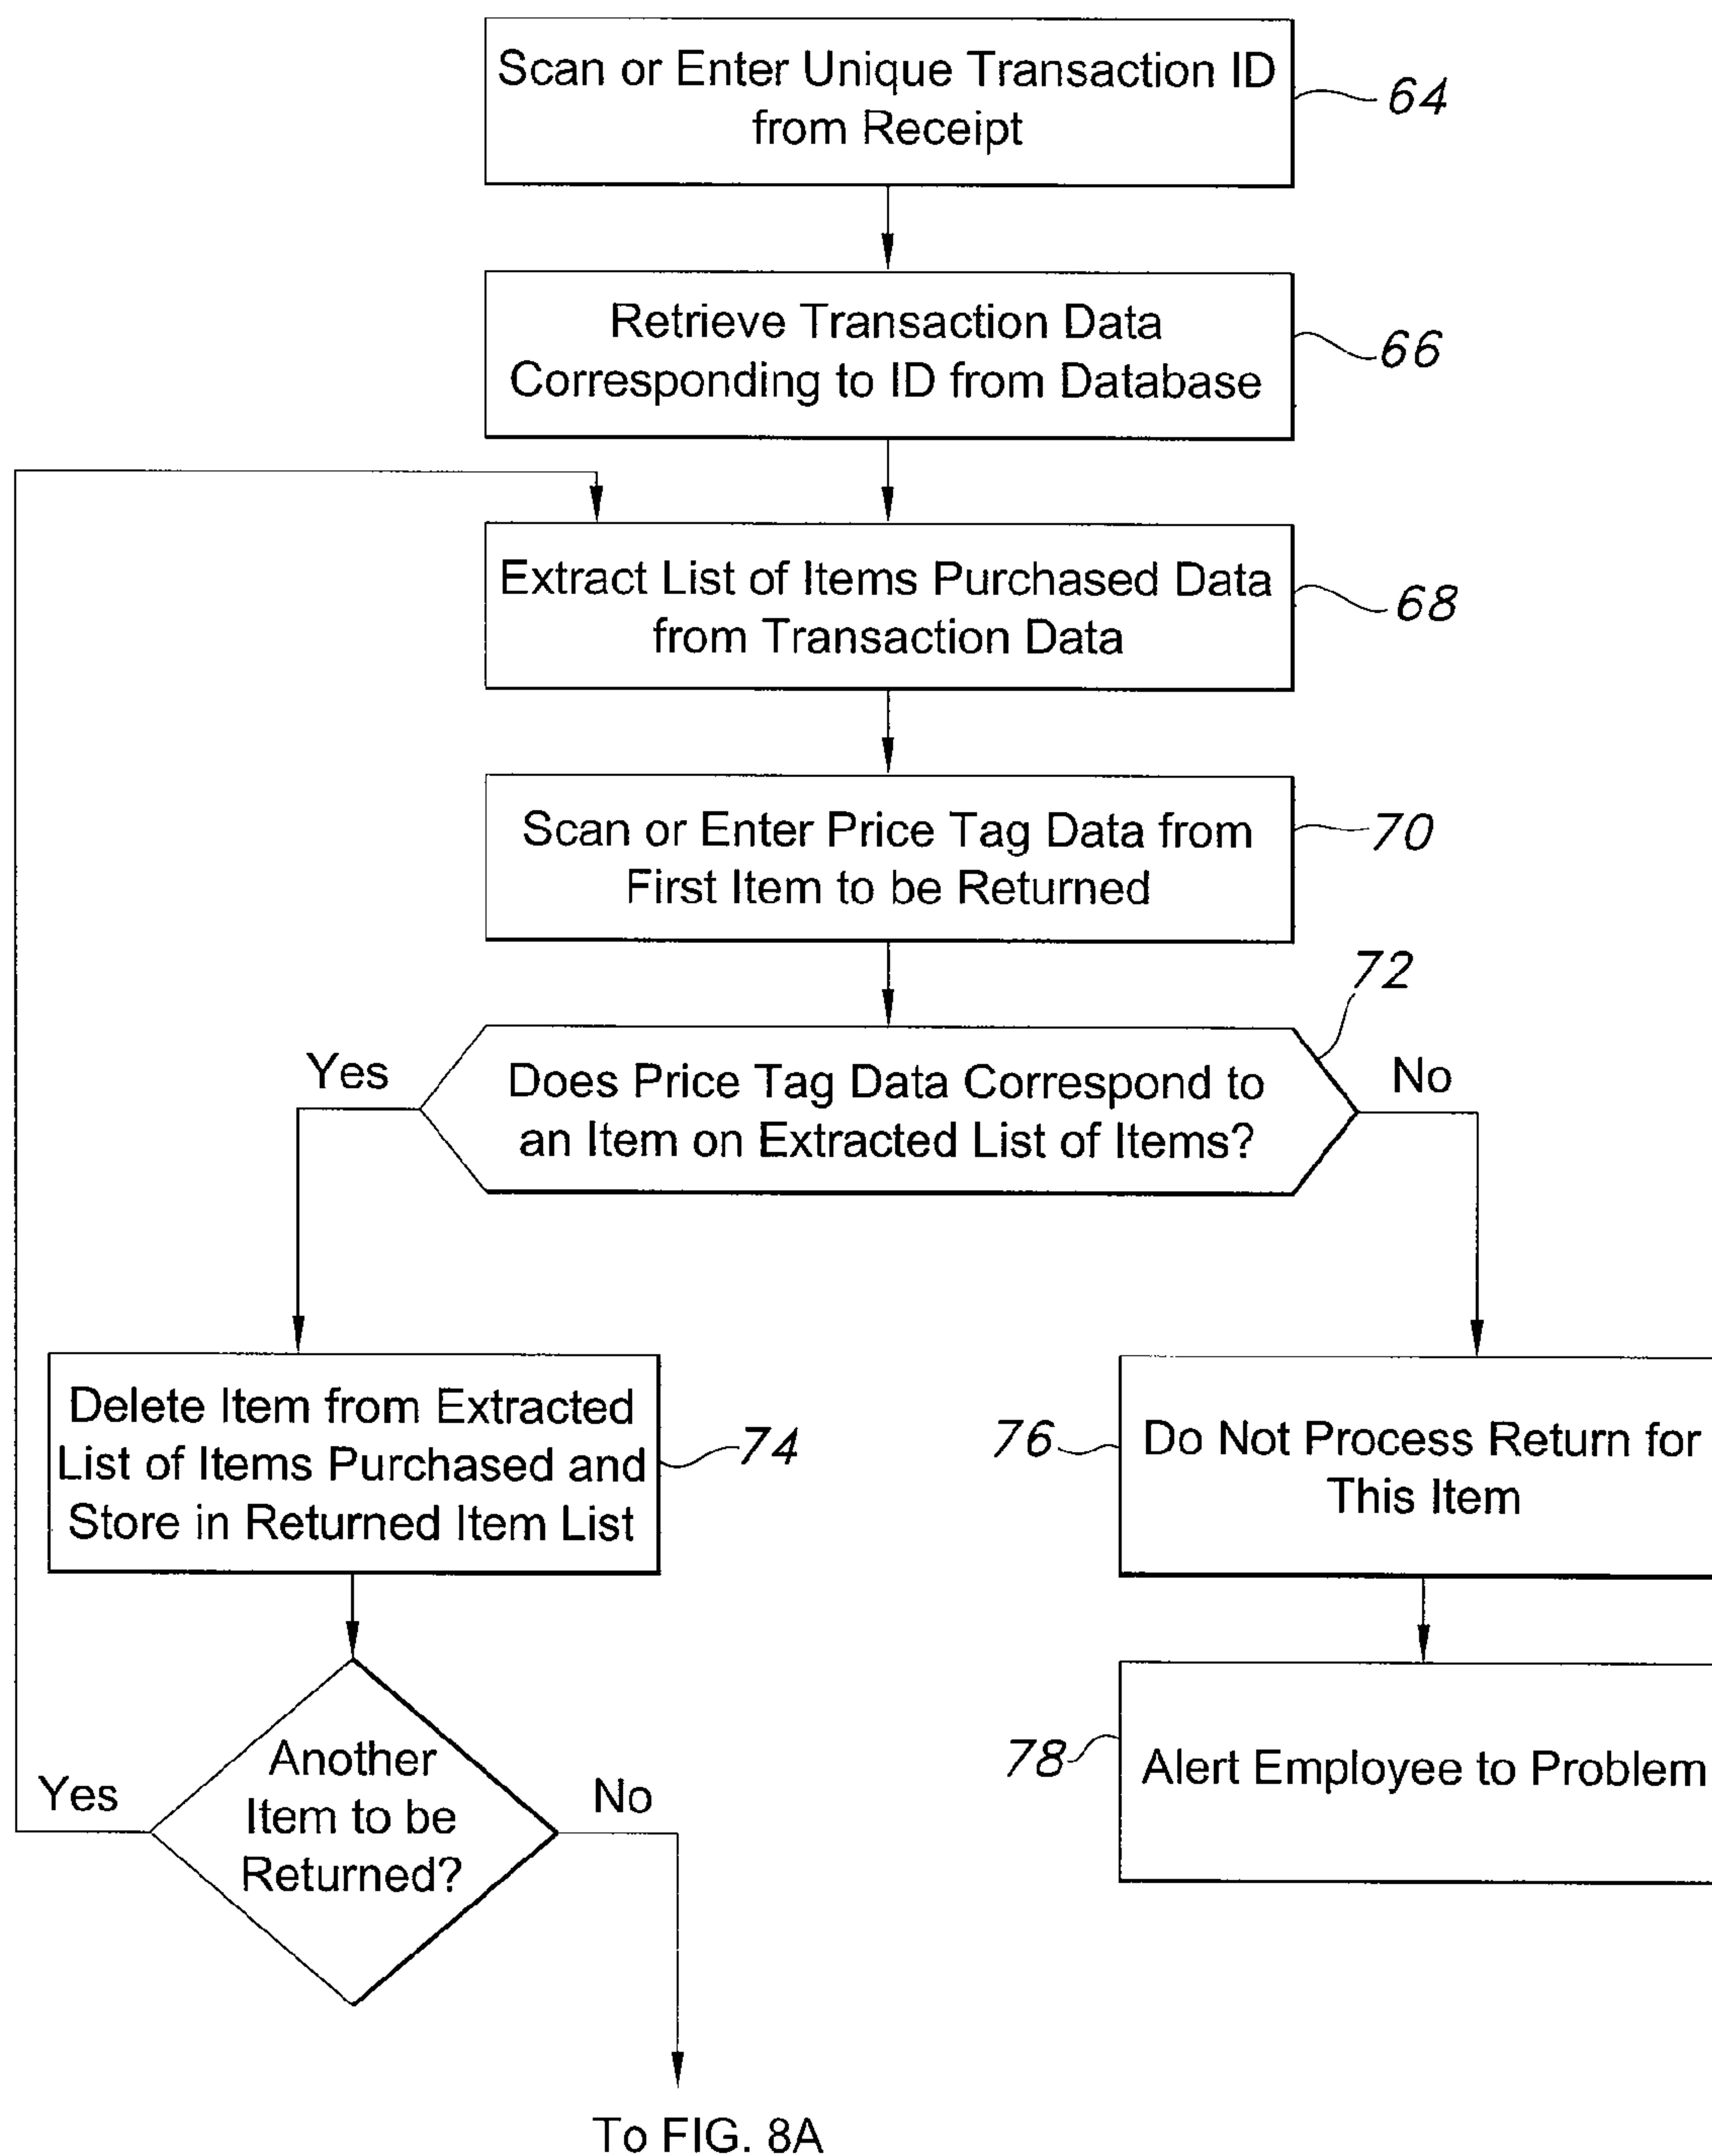 Scan or Enter Unique Transaction ID
from Receipt
64
Retrieve Transaction Data
Corresponding to ID from Database
66
Extract List of Items Purchased Data
from Transaction Data
68
Scan or Enter Price Tag Data from
First Item to be Returned
70
72
Yes
Does Price Tag Data Correspond to
an Item on Extracted List of Items?
No
Delete Item from Extracted
List of Items Purchased and
Store in Returned Item List
74
76
Do Not Process Return for
This Item
Another
Item to be
Returned?
Yes
No
78
Alert Employee to Problem
To FIG. 8A